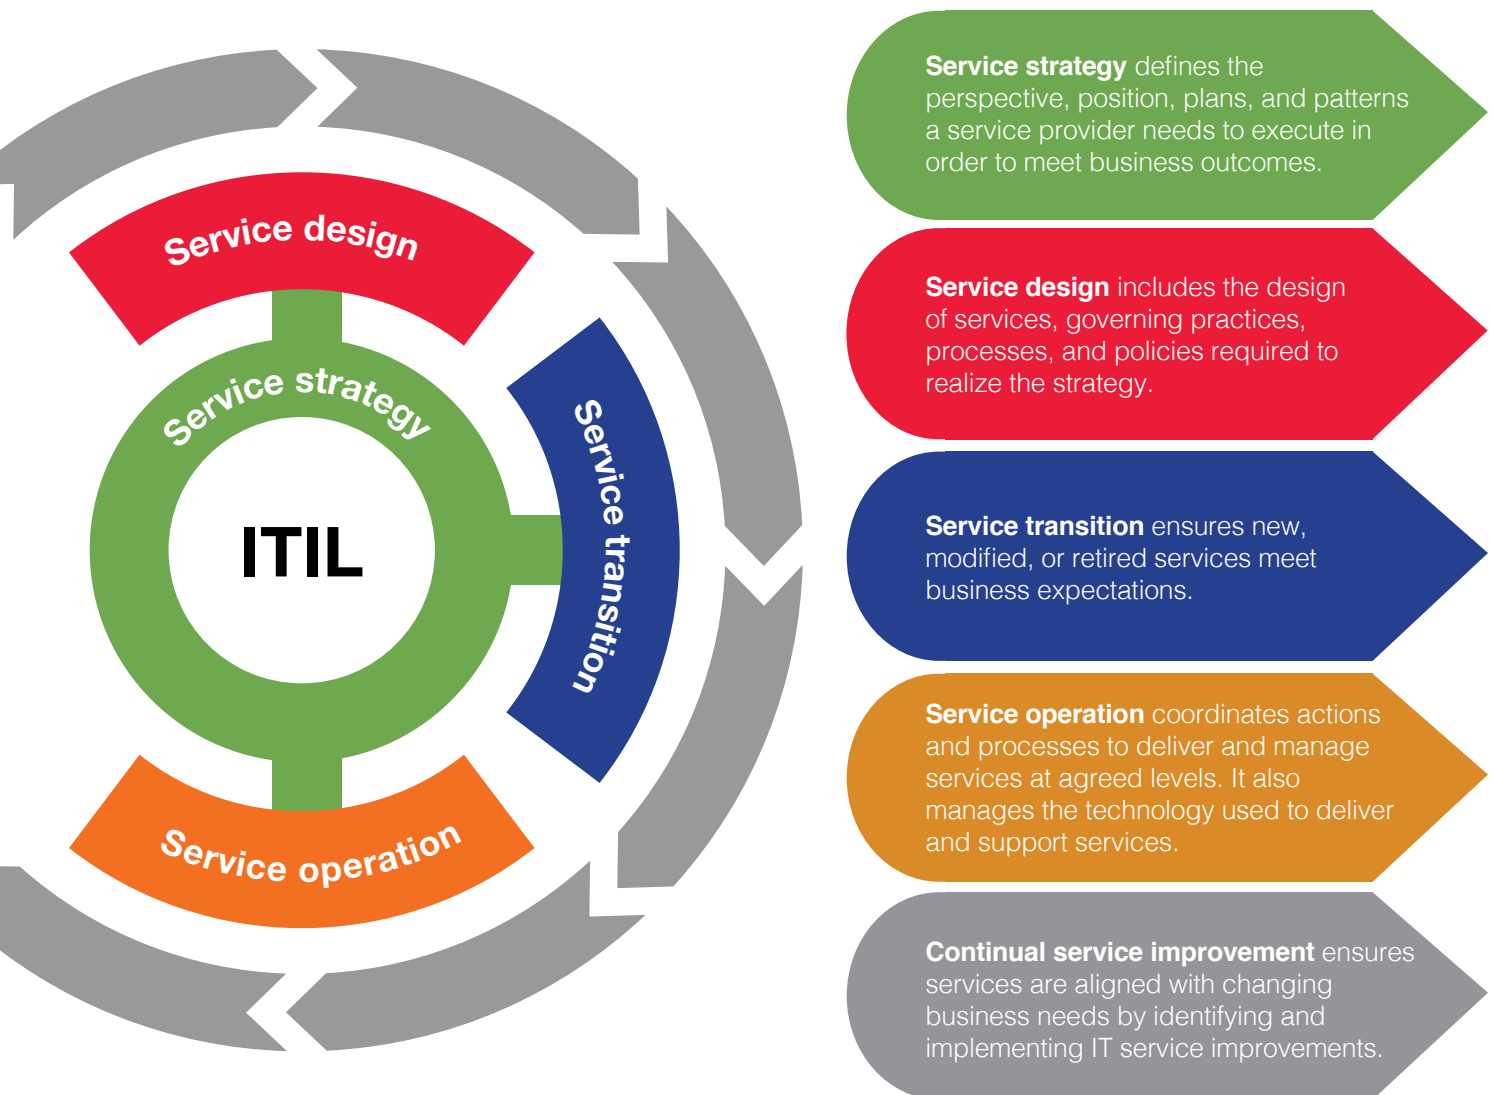 Service design
Service strategy
ITIL
Service transition
Service operation
Service strategy defines the
perspective, position, plans, and patterns
a service provider needs to execute in
order to meet business outcomes.
Service design includes the design
of services, governing practices,
processes, and policies required to
realize the strategy.
Service transition ensures new,
modified, or retired services meet
business expectations.
Service operation coordinates actions
and processes to deliver and manage
services at agreed levels. It also
manages the technology used to deliver
and support services.
Continual service improvement ensures
services are aligned with changing
business needs by identifying and
implementing IT service improvements.